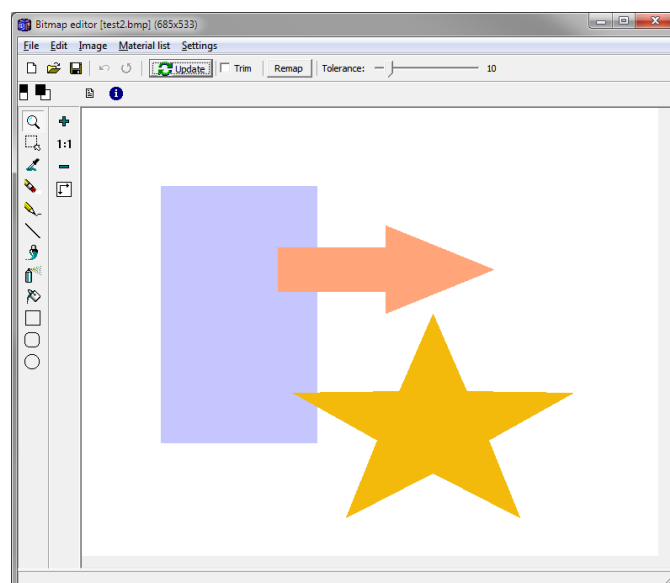 Bitmap editor [test2.bmp] (685x533)
File Edit Image Material list Settings
Update Trim Remap Tolerance: 10
1:1